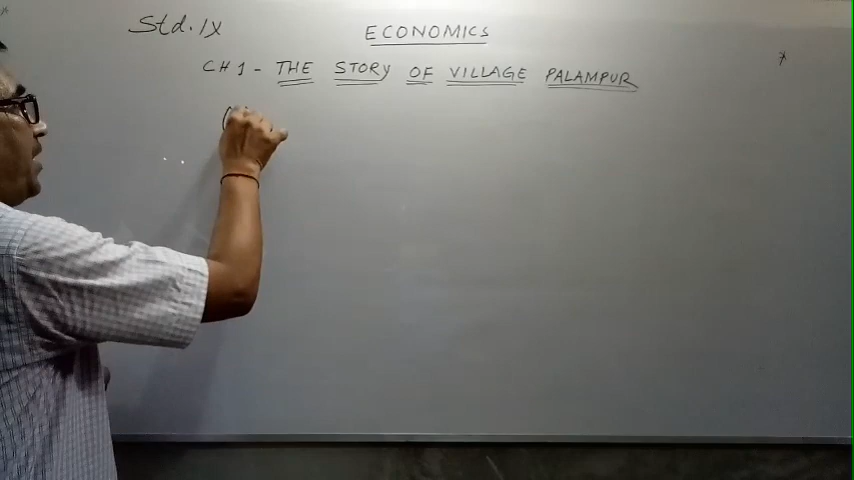 Std. IX
ECONOMICS
CH 1 - THE STORY OF VILLAGE PALAMPUR